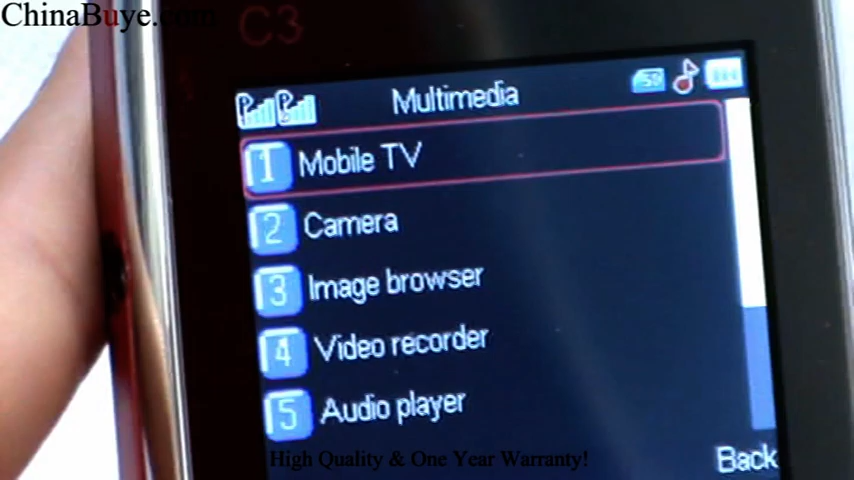 ChinaBuye.com
C3
Multimedia
1 Mobile TV
2 Camera
3 Image browser
4 Video recorder
5 Audio player
High Quality & One Year Warranty!
Back